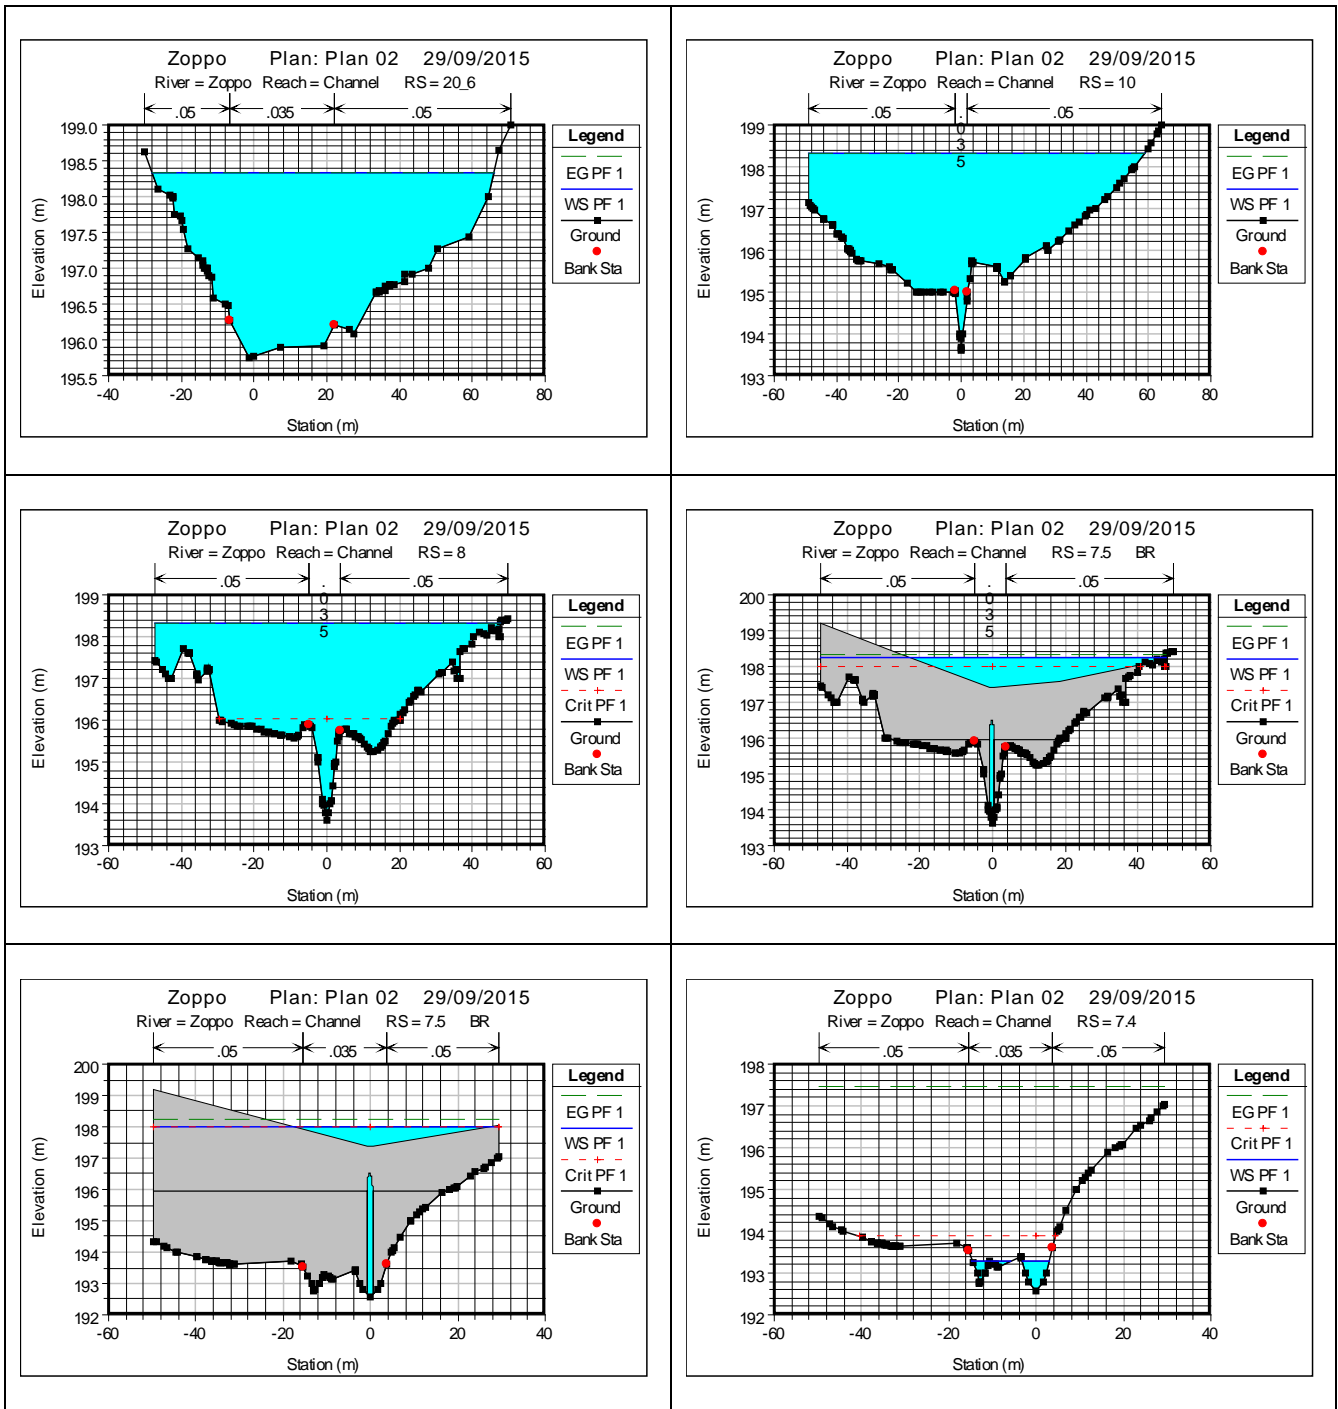 Zoppo Plan: Plan 02 29/09/2015
River = Zoppo Reach = Channel RS = 20_6
.05 .035 .05
Elevation (m)
199.0
198.5
198.0
197.5
197.0
196.5
196.0
195.5
-40 -20 0 20 40 60 80
Station (m)
Legend
EG PF 1
WS PF 1
Ground
Bank Sta
Zoppo Plan: Plan 02 29/09/2015
River = Zoppo Reach = Channel RS = 10
.05 .035 .05
Elevation (m)
199
198
197
196
195
194
193
-60 -40 -20 0 20 40 60 80
Station (m)
Legend
EG PF 1
WS PF 1
Ground
Bank Sta
Zoppo Plan: Plan 02 29/09/2015
River = Zoppo Reach = Channel RS = 8
.05 .035 .05
Elevation (m)
199
198
197
196
195
194
193
-60 -40 -20 0 20 40 60
Station (m)
Legend
EG PF 1
WS PF 1
Crit PF 1
Ground
Bank Sta
Zoppo Plan: Plan 02 29/09/2015
River = Zoppo Reach = Channel RS = 7.5 BR
.05 .035 .05
Elevation (m)
200
199
198
197
196
195
194
193
-60 -40 -20 0 20 40 60
Station (m)
Legend
EG PF 1
WS PF 1
Crit PF 1
Ground
Bank Sta
Zoppo Plan: Plan 02 29/09/2015
River = Zoppo Reach = Channel RS = 7.5 BR
.05 .035 .05
Elevation (m)
200
199
198
197
196
195
194
193
192
-60 -40 -20 0 20 40
Station (m)
Legend
EG PF 1
WS PF 1
Crit PF 1
Ground
Bank Sta
Zoppo Plan: Plan 02 29/09/2015
River = Zoppo Reach = Channel RS = 7.4
.05 .035 .05
Elevation (m)
198
197
196
195
194
193
192
-60 -40 -20 0 20 40
Station (m)
Legend
EG PF 1
Crit PF 1
WS PF 1
Ground
Bank Sta